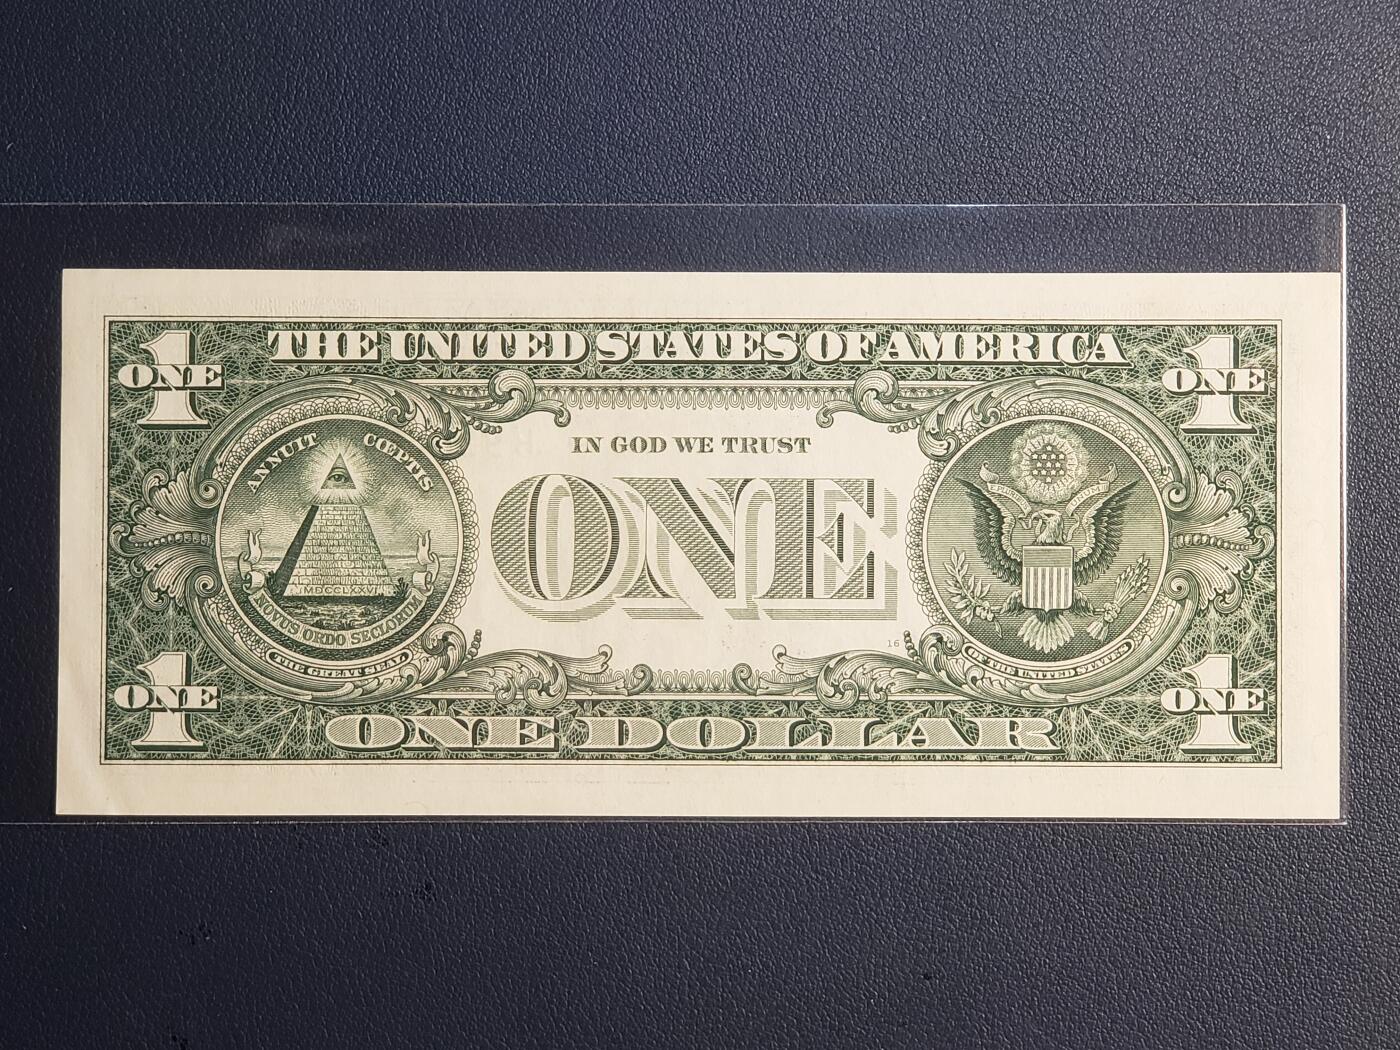 THE UNITED STATES OF AMERICA
1
ONE
1
ONE
IN GOD WE TRUST
ANNUIT CŒPTIS
ONE
MDCCLXXVI
NOVUS ORDO SECLORUM
THE GREAT SEAL
OF THE UNITED STATES
16
1
ONE
1
ONE
ONE DOLLAR